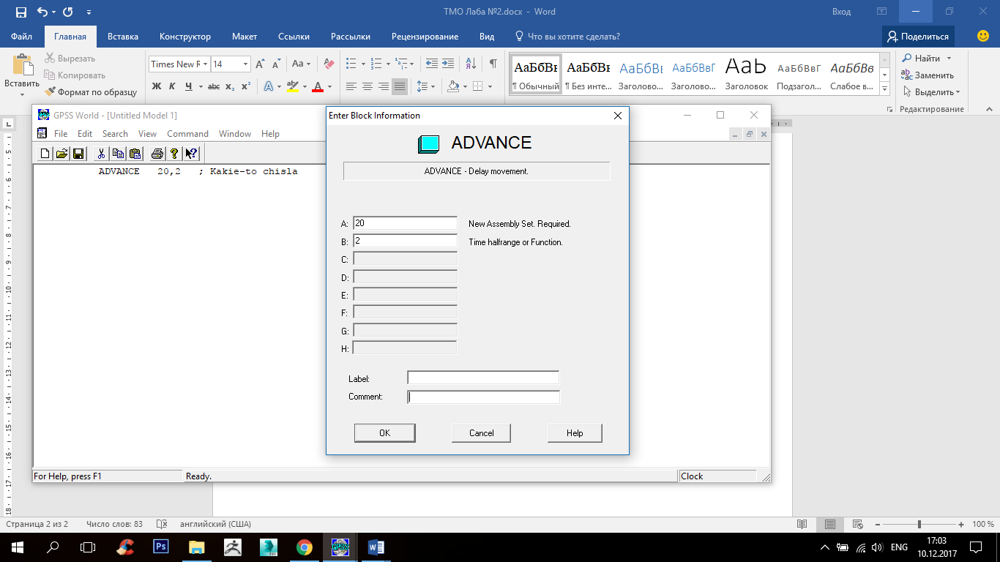 ТМО Лаба №2.docx - Word
Вход
Файл Главная Вставка Конструктор Макет Ссылки Рассылки Рецензирование Вид Что вы хотите сделать? Поделиться
Вставить
Вырезать
Копировать
Формат по образцу
Times New R 14
Ж К Ч abc x₂ x²
АаБбВв АаБбВв АаБбВв АаБбВвГ АаЬ АаБбВвГ АаБбВв
¶ Обычный ¶ Без инте... Заголово... Заголово... Заголовок Подзагол... Слабое в...
Найти
Заменить
Выделить
Редактирование
GPSS World - [Untitled Model 1]
File Edit Search View Command Window Help
ADVANCE 20,2 ; Kakie-to chisla
Enter Block Information
ADVANCE
ADVANCE - Delay movement.
A: 20 New Assembly Set. Required.
B: 2 Time halfrange or Function.
C:
D:
E:
F:
G:
H:
Label:
Comment:
OK Cancel Help
For Help, press F1 Ready. Clock
Страница 2 из 2 Число слов: 83 английский (США) 100 %
ENG
17:03
10.12.2017